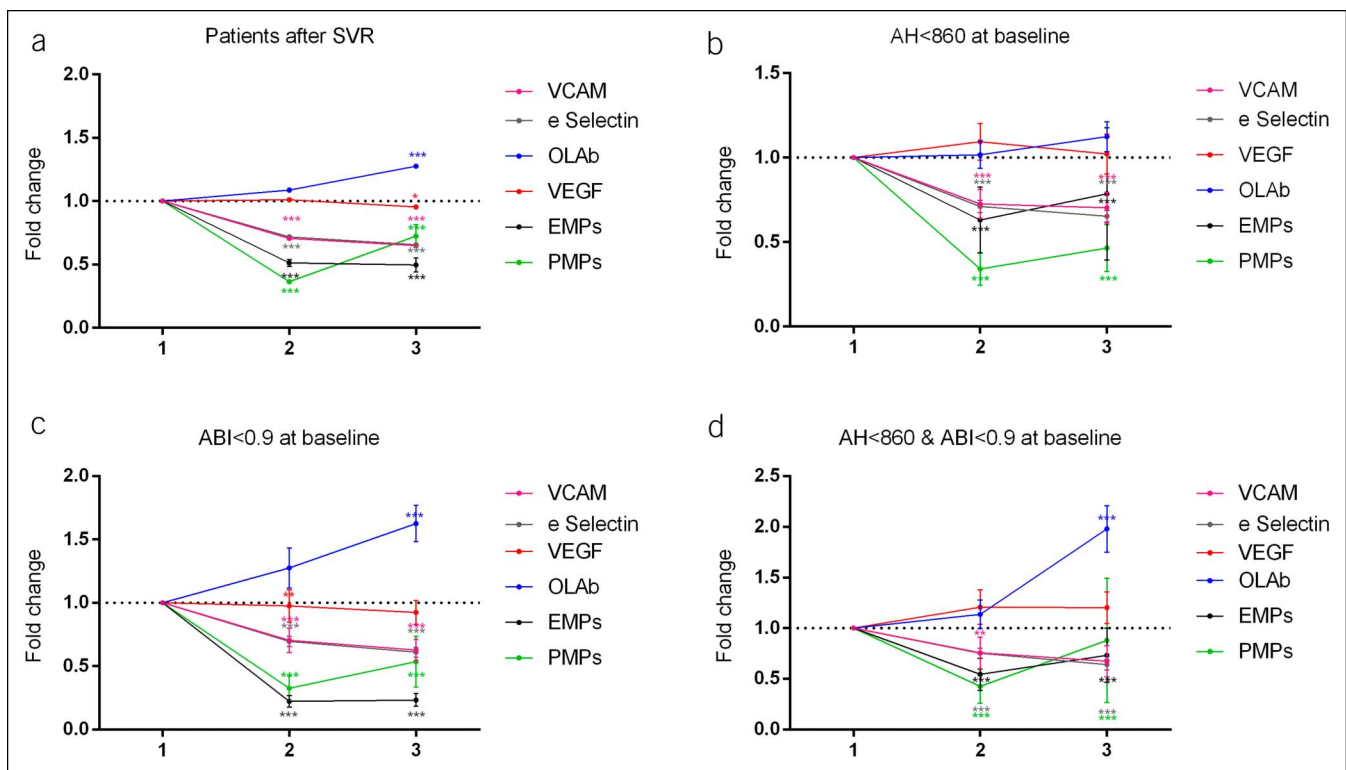 a
Patients after SVR
Fold change
2.0
1.5
1.0
0.5
0.0
1 2 3
VCAM
e Selectin
OLAb
VEGF
EMPs
PMPs
***
*
***
***
***
***
***
***
***
***
b
AH<860 at baseline
Fold change
1.5
1.0
0.5
0.0
1 2 3
VCAM
e Selectin
VEGF
OLAb
EMPs
PMPs
***
***
***
***
***
***
***
***
c
ABI<0.9 at baseline
Fold change
2.0
1.5
1.0
0.5
0.0
1 2 3
VCAM
e Selectin
VEGF
OLAb
EMPs
PMPs
***
**
***
***
***
***
***
***
***
***
d
AH<860 & ABI<0.9 at baseline
Fold change
2.5
2.0
1.5
1.0
0.5
0.0
1 2 3
VCAM
e Selectin
VEGF
OLAb
EMPs
PMPs
***
**
***
***
***
***
***
***